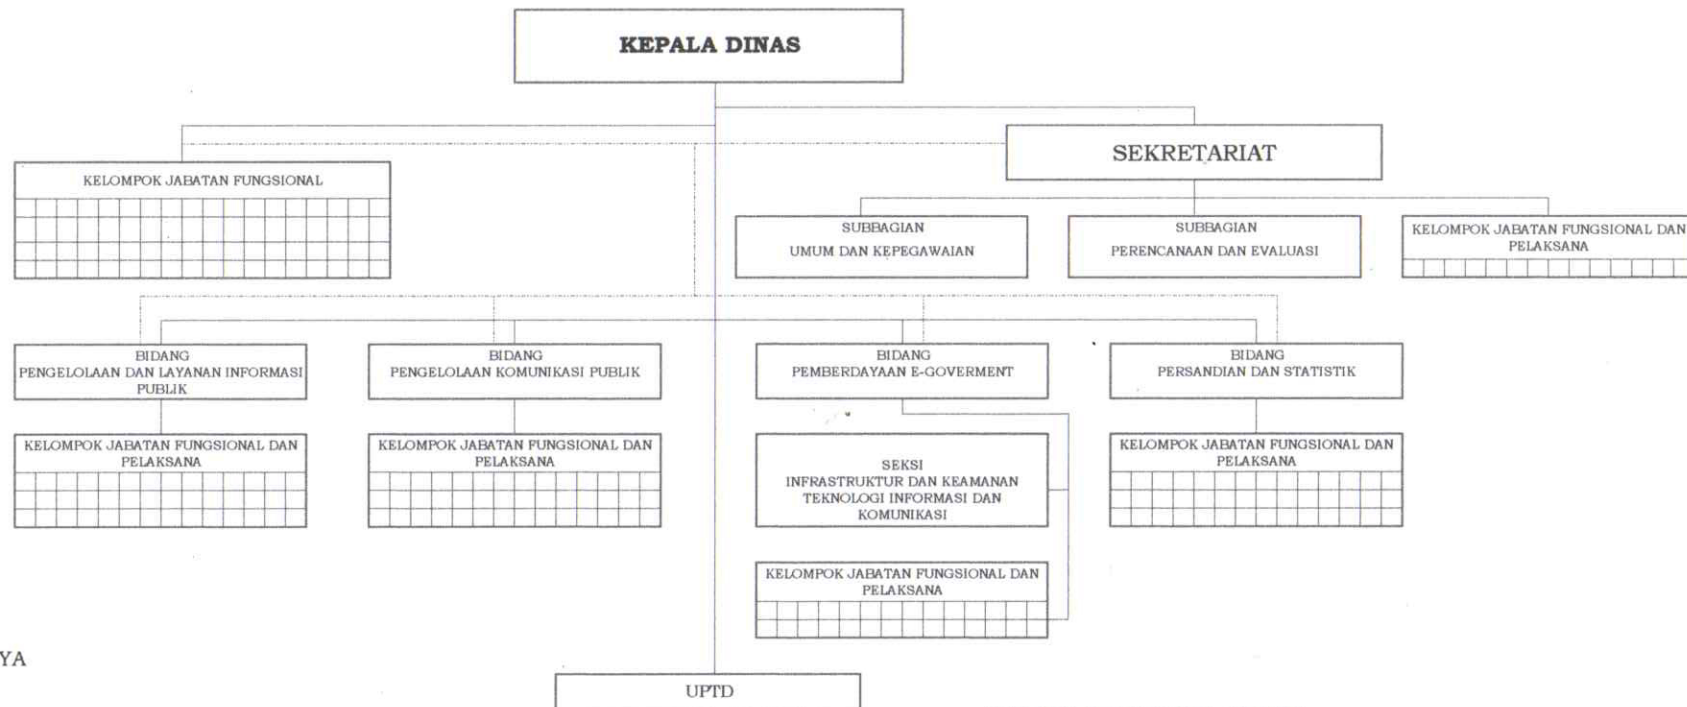 KEPALA DINAS
SEKRETARIAT
KELOMPOK JABATAN FUNGSIONAL
SUBBAGIAN
UMUM DAN KEPEGAWAIAN
SUBBAGIAN
PERENCANAAN DAN EVALUASI
KELOMPOK JABATAN FUNGSIONAL DAN
PELAKSANA
BIDANG
PENGELOLAAN DAN LAYANAN INFORMASI
PUBLIK
BIDANG
PENGELOLAAN KOMUNIKASI PUBLIK
BIDANG
PEMBERDAYAAN E-GOVERMENT
BIDANG
PERSANDIAN DAN STATISTIK
KELOMPOK JABATAN FUNGSIONAL DAN
PELAKSANA
KELOMPOK JABATAN FUNGSIONAL DAN
PELAKSANA
SEKSI
INFRASTRUKTUR DAN KEAMANAN
TEKNOLOGI INFORMASI DAN
KOMUNIKASI
KELOMPOK JABATAN FUNGSIONAL DAN
PELAKSANA
KELOMPOK JABATAN FUNGSIONAL DAN
PELAKSANA
YA
UPTD